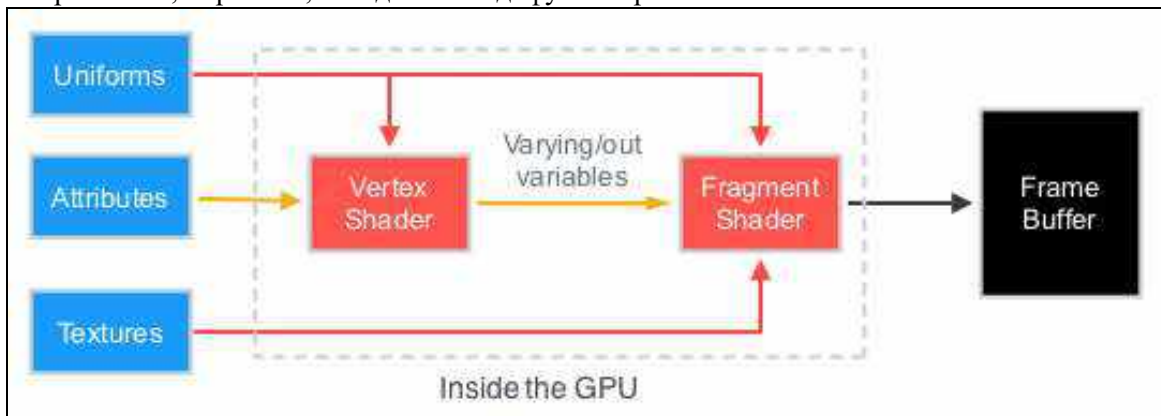 Uniforms
Attributes
Textures
Vertex
Shader
Varying/out
variables
Fragment
Shader
Frame
Buffer
Inside the GPU